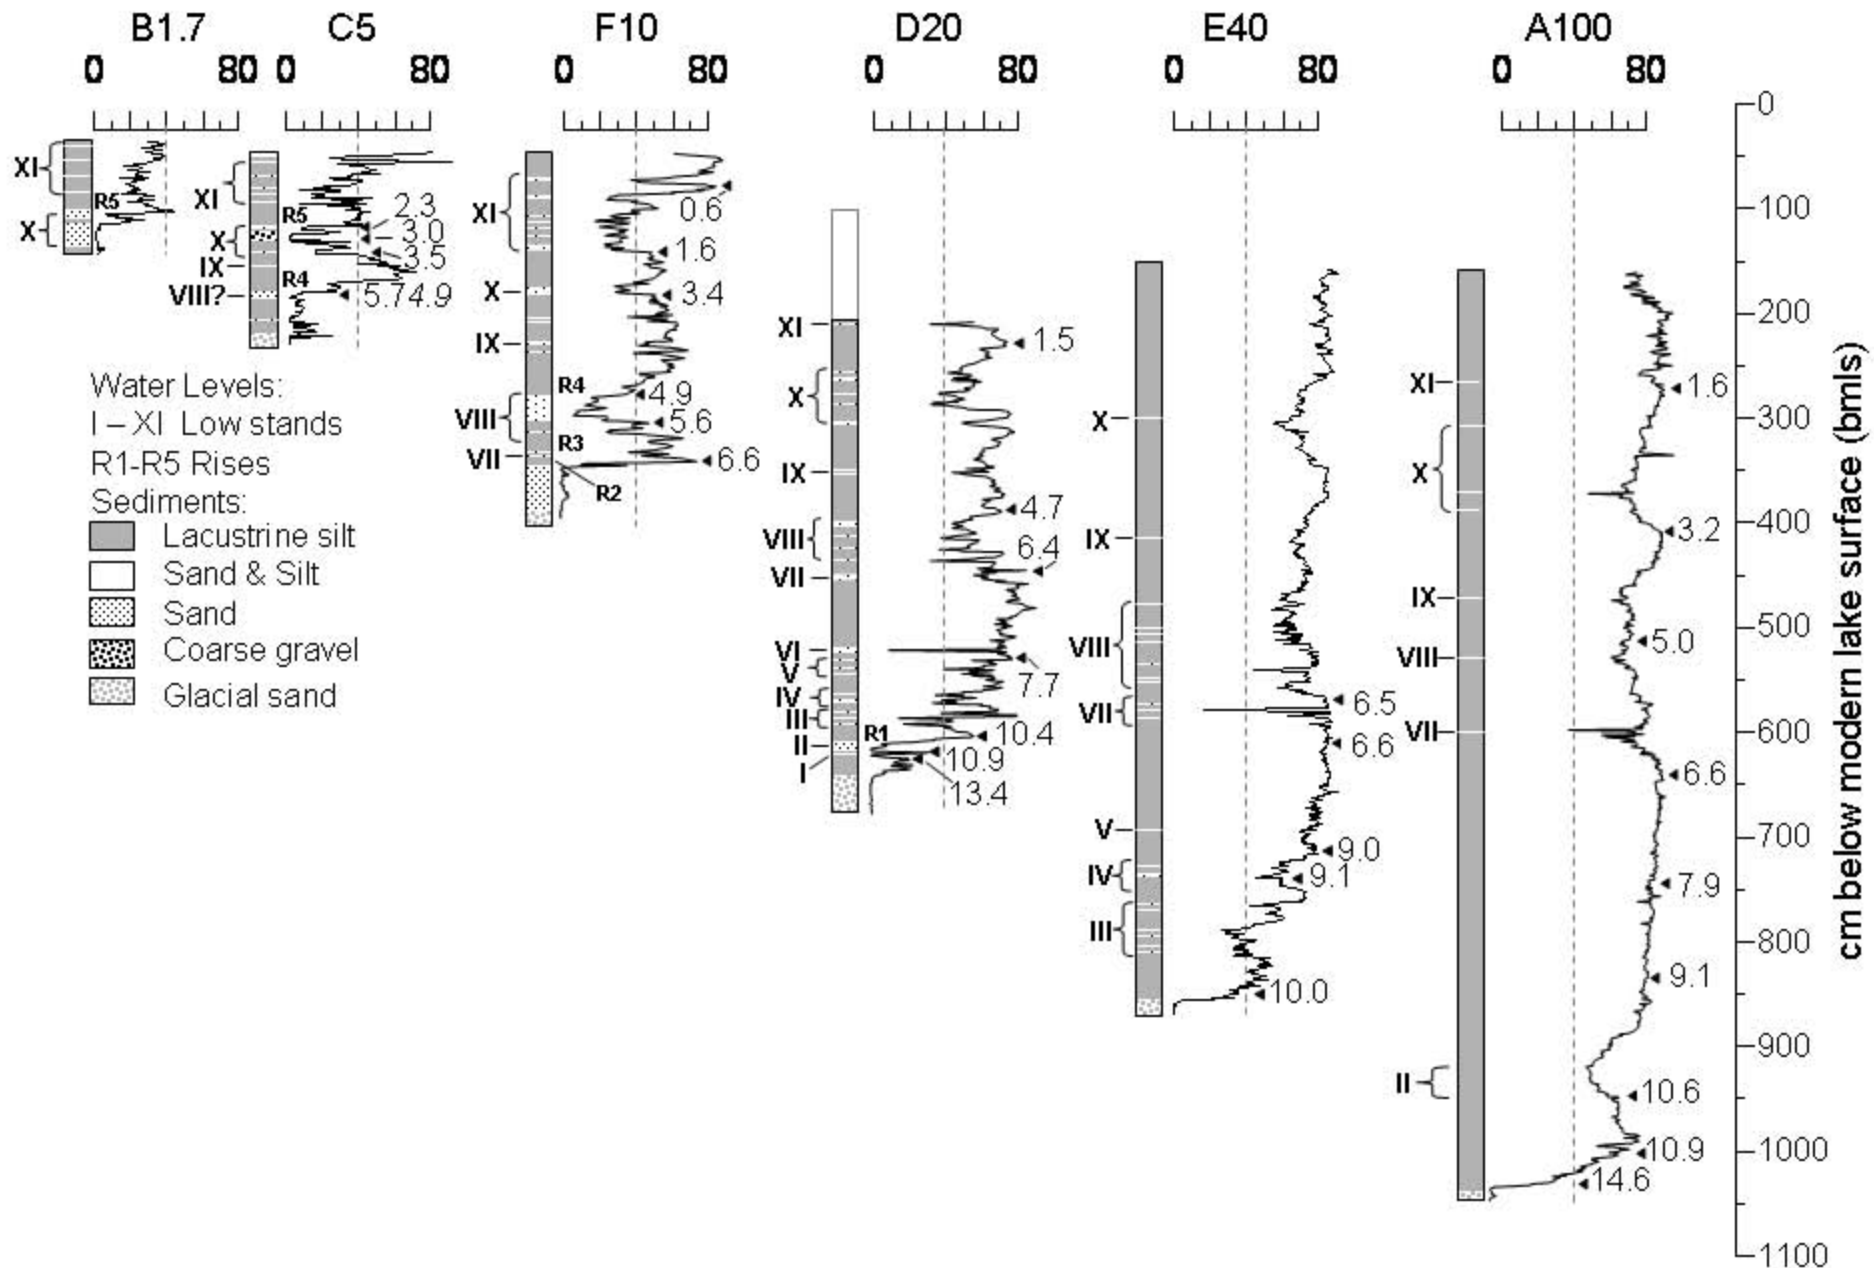 B1.7 C5 F10 D20 E40 A100
0 80 0 80 0 80 0 80 0 80 0 80
XI
X
R5
XI
X
IX
VIII?
R5
R4
2.3
3.0
3.5
5.74.9
XI
X
IX
VIII
VII
R4
R3
R2
0.6
1.6
3.4
4.9
5.6
6.6
XI
X
IX
VIII
VII
VI
V
IV
III
II
I
R1
1.5
4.7
6.4
7.7
10.4
10.9
13.4
X
IX
VIII
VII
V
IV
III
6.5
6.6
9.0
9.1
10.0
XI
X
IX
VIII
VII
II
1.6
3.2
5.0
6.6
7.9
9.1
10.6
10.9
14.6
0
100
200
300
400
500
600
700
800
900
1000
1100
cm below modern lake surface (bmls)
Water Levels:
I – XI Low stands
R1-R5 Rises
Sediments:
Lacustrine silt
Sand & Silt
Sand
Coarse gravel
Glacial sand